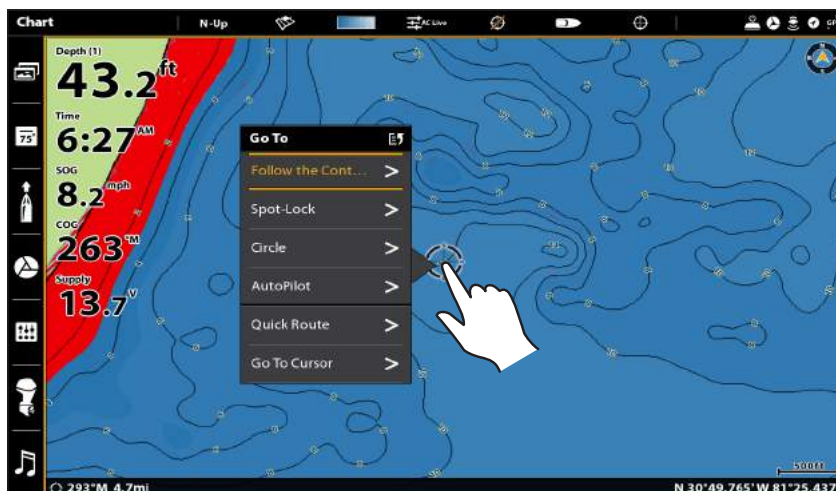 Chart
N-Up
AC Live
Depth (1)
43.2ft
Time
6:27AM
75°
SOG
8.2mph
COG
263°M
Supply
13.7V
Go To
Follow the Cont...
Spot-Lock
Circle
AutoPilot
Quick Route
Go To Cursor
500ft
293°M 4.7mi
N 30°49.765' W 81°25.437